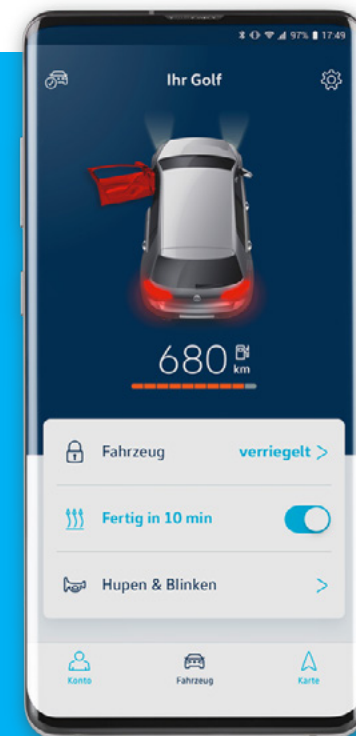 97% 17:49
Ihr Golf
680 km
Fahrzeug verriegelt >
Fertig in 10 min
Hupen & Blinken >
Konto Fahrzeug Karte